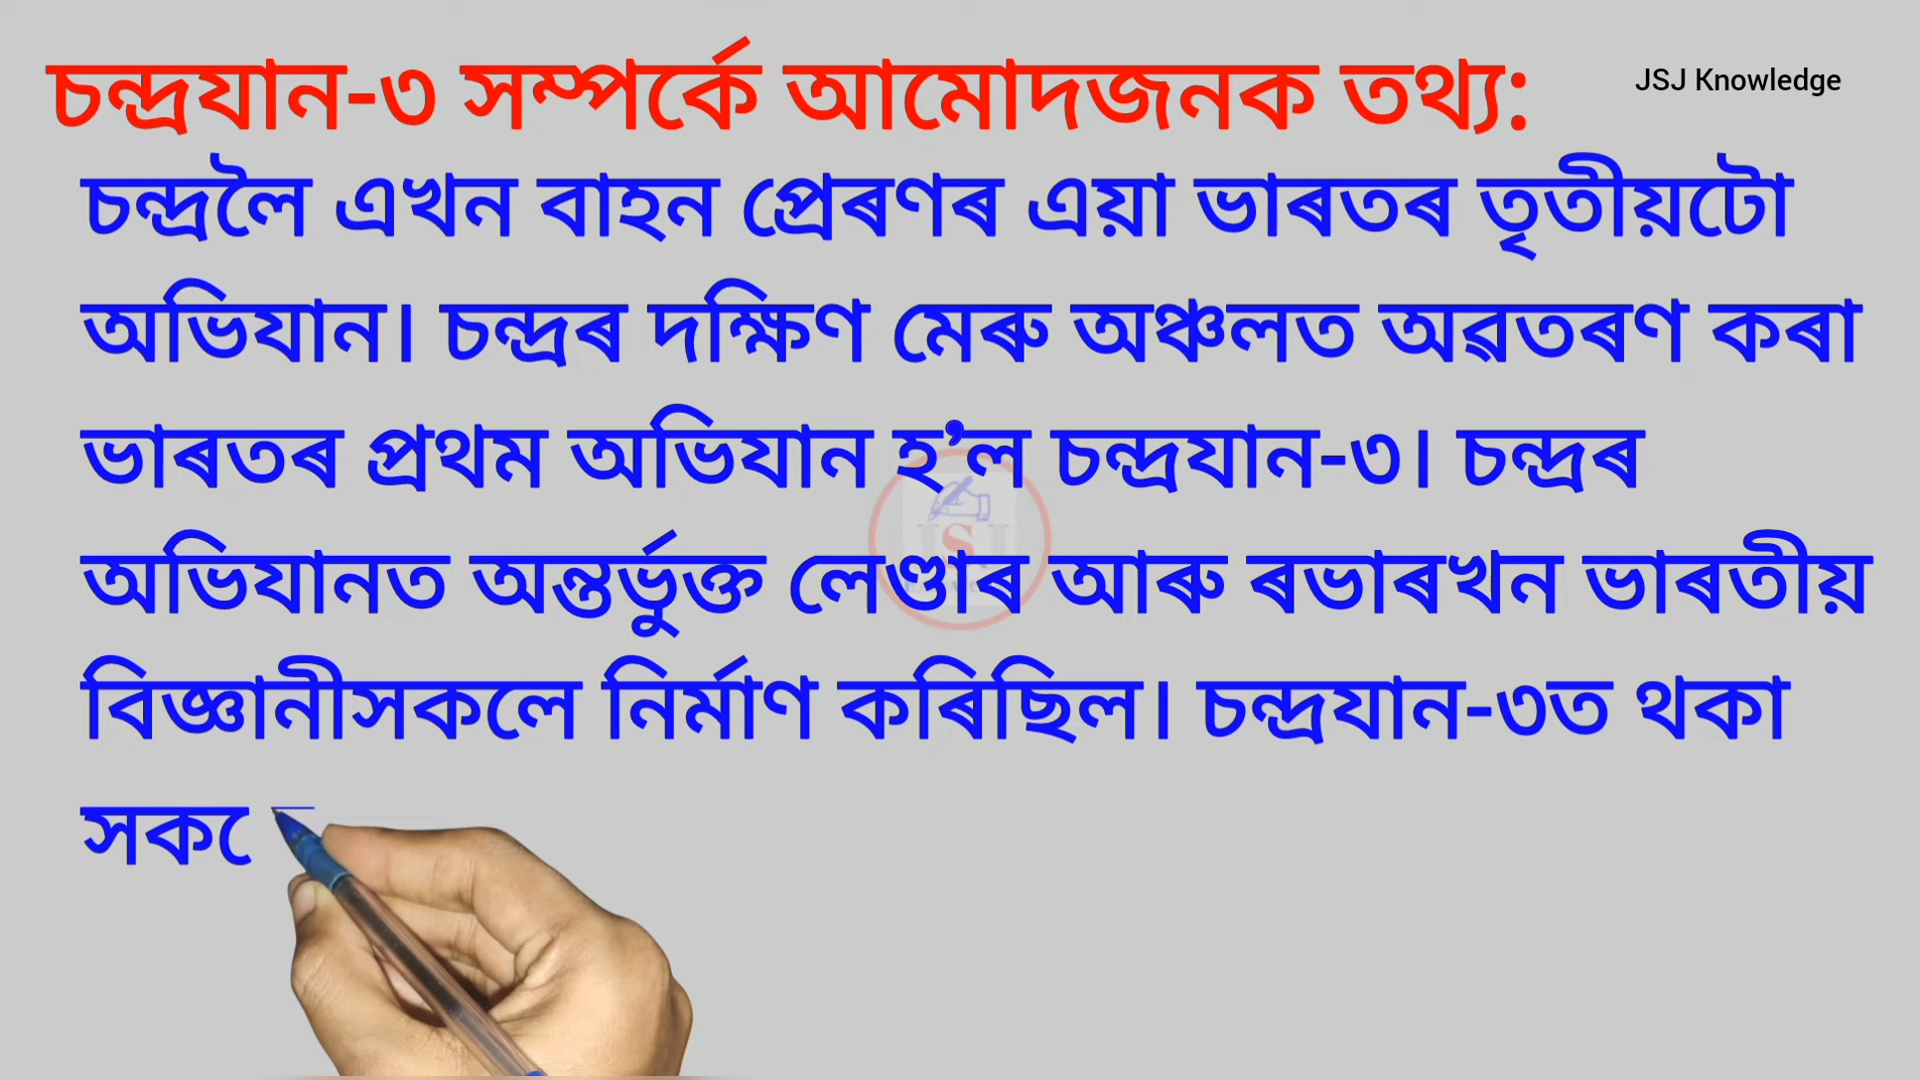 চন্দ্ৰযান-৩ সম্পৰ্কে আমোদজনক তথ্য:
JSJ Knowledge
চন্দ্ৰলৈ এখন বাহন প্ৰেৰণৰ এয়া ভাৰতৰ তৃতীয়টো
অভিযান। চন্দ্ৰৰ দক্ষিণ মেৰু অঞ্চলত অৱতৰণ কৰা
ভাৰতৰ প্ৰথম অভিযান হ’ল চন্দ্ৰযান-৩। চন্দ্ৰৰ
অভিযানত অন্তৰ্ভুক্ত লেণ্ডাৰ আৰু ৰভাৰখন ভাৰতীয়
বিজ্ঞানীসকলে নিৰ্মাণ কৰিছিল। চন্দ্ৰযান-৩ত থকা